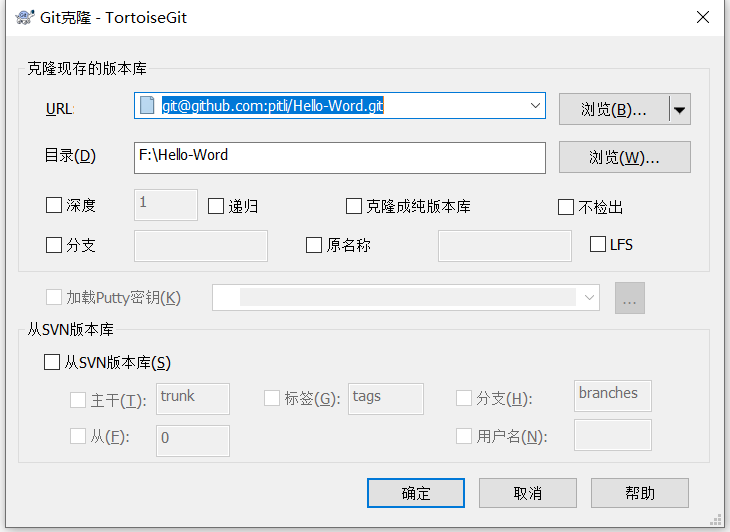 Git克隆 - TortoiseGit
克隆现存的版本库
URL:
git@github.com:pitli/Hello-Word.git
浏览(B)...
目录(D)
F:\Hello-Word
浏览(W)...
深度
1
递归
克隆成纯版本库
不检出
分支
原名称
LFS
加载Putty密钥(K)
...
从SVN版本库
从SVN版本库(S)
主干(T):
trunk
标签(G):
tags
分支(H):
branches
从(F):
0
用户名(N):
确定
取消
帮助